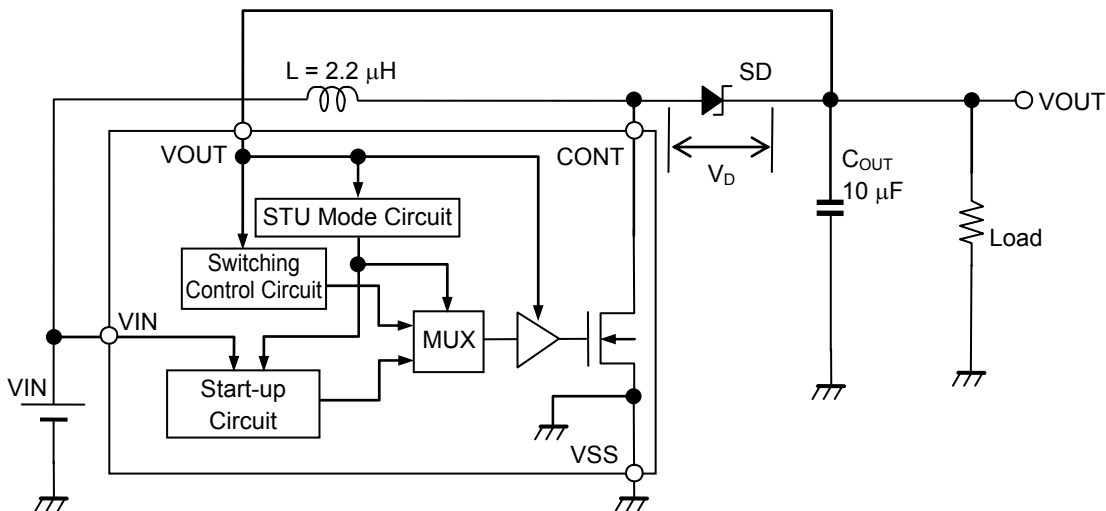 L = 2.2 μH
SD
VOUT
VOUT
CONT
V_D
C_OUT
10 μF
Load
STU Mode Circuit
Switching
Control Circuit
VIN
MUX
VIN
Start-up
Circuit
VSS